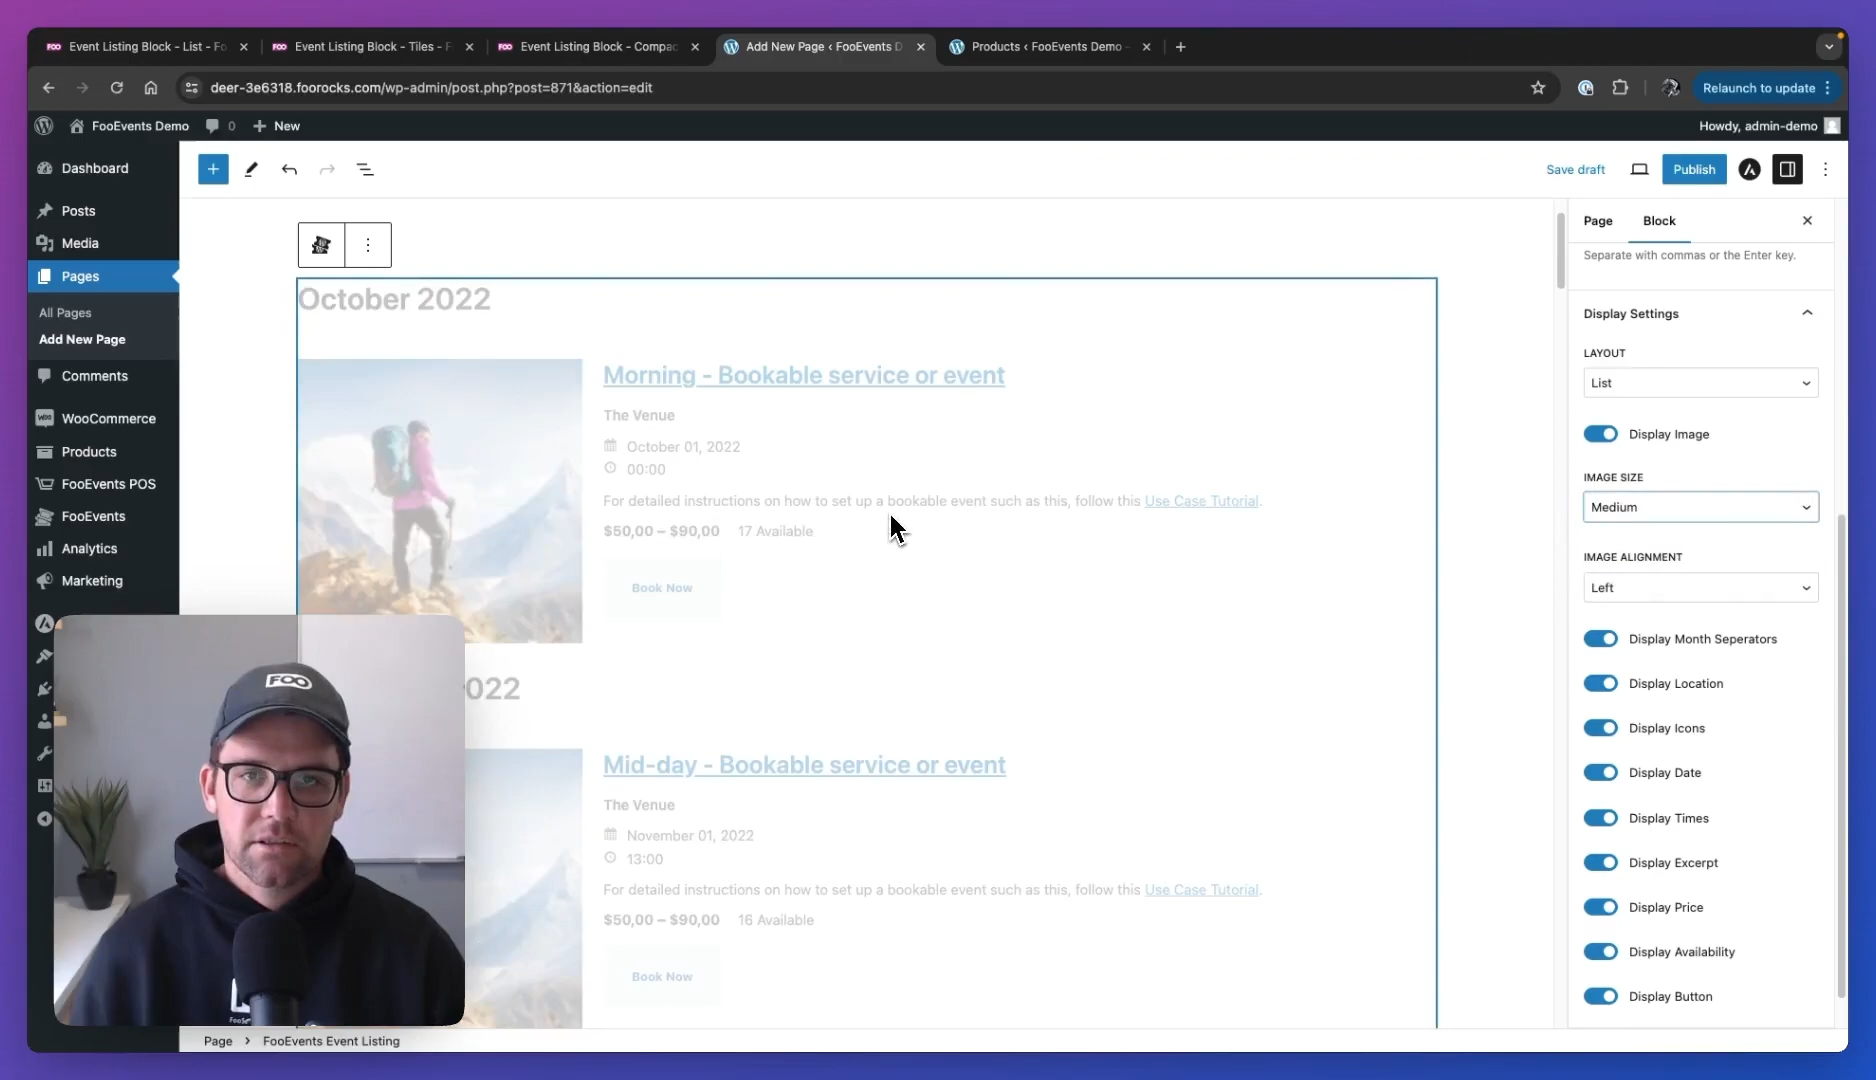 Event Listing Block - List - Fo
Event Listing Block - Tiles - F
Event Listing Block - Compac
Add New Page ‹ FooEvents D
Products ‹ FooEvents Demo -
deer-3e6318.foorocks.com/wp-admin/post.php?post=871&action=edit
Relaunch to update
FooEvents Demo
0
New
Howdy, admin-demo
Dashboard
Posts
Media
Pages
All Pages
Add New Page
Comments
WooCommerce
Products
FooEvents POS
FooEvents
Analytics
Marketing
Save draft
Publish
October 2022
Morning - Bookable service or event
The Venue
October 01, 2022
00:00
For detailed instructions on how to set up a bookable event such as this, follow this Use Case Tutorial.
$50,00 – $90,00 17 Available
Book Now
022
Mid-day - Bookable service or event
The Venue
November 01, 2022
13:00
For detailed instructions on how to set up a bookable event such as this, follow this Use Case Tutorial.
$50,00 – $90,00 16 Available
Book Now
Page
Block
Separate with commas or the Enter key.
Display Settings
LAYOUT
List
Display Image
IMAGE SIZE
Medium
IMAGE ALIGNMENT
Left
Display Month Seperators
Display Location
Display Icons
Display Date
Display Times
Display Excerpt
Display Price
Display Availability
Display Button
FOO
Page › FooEvents Event Listing